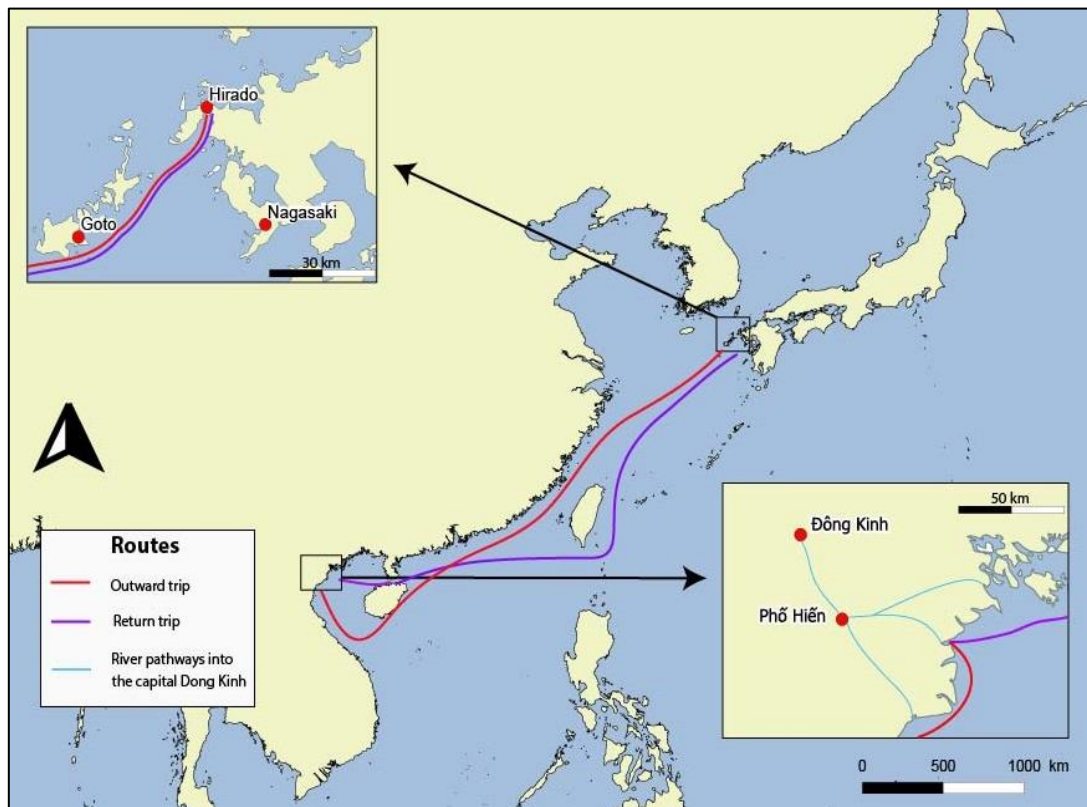 Hirado
Goto
Nagasaki
30 km
50 km
Đông Kinh
Phố Hiến
Routes
Outward trip
Return trip
River pathways into
the capital Dong Kinh
0 500 1000 km